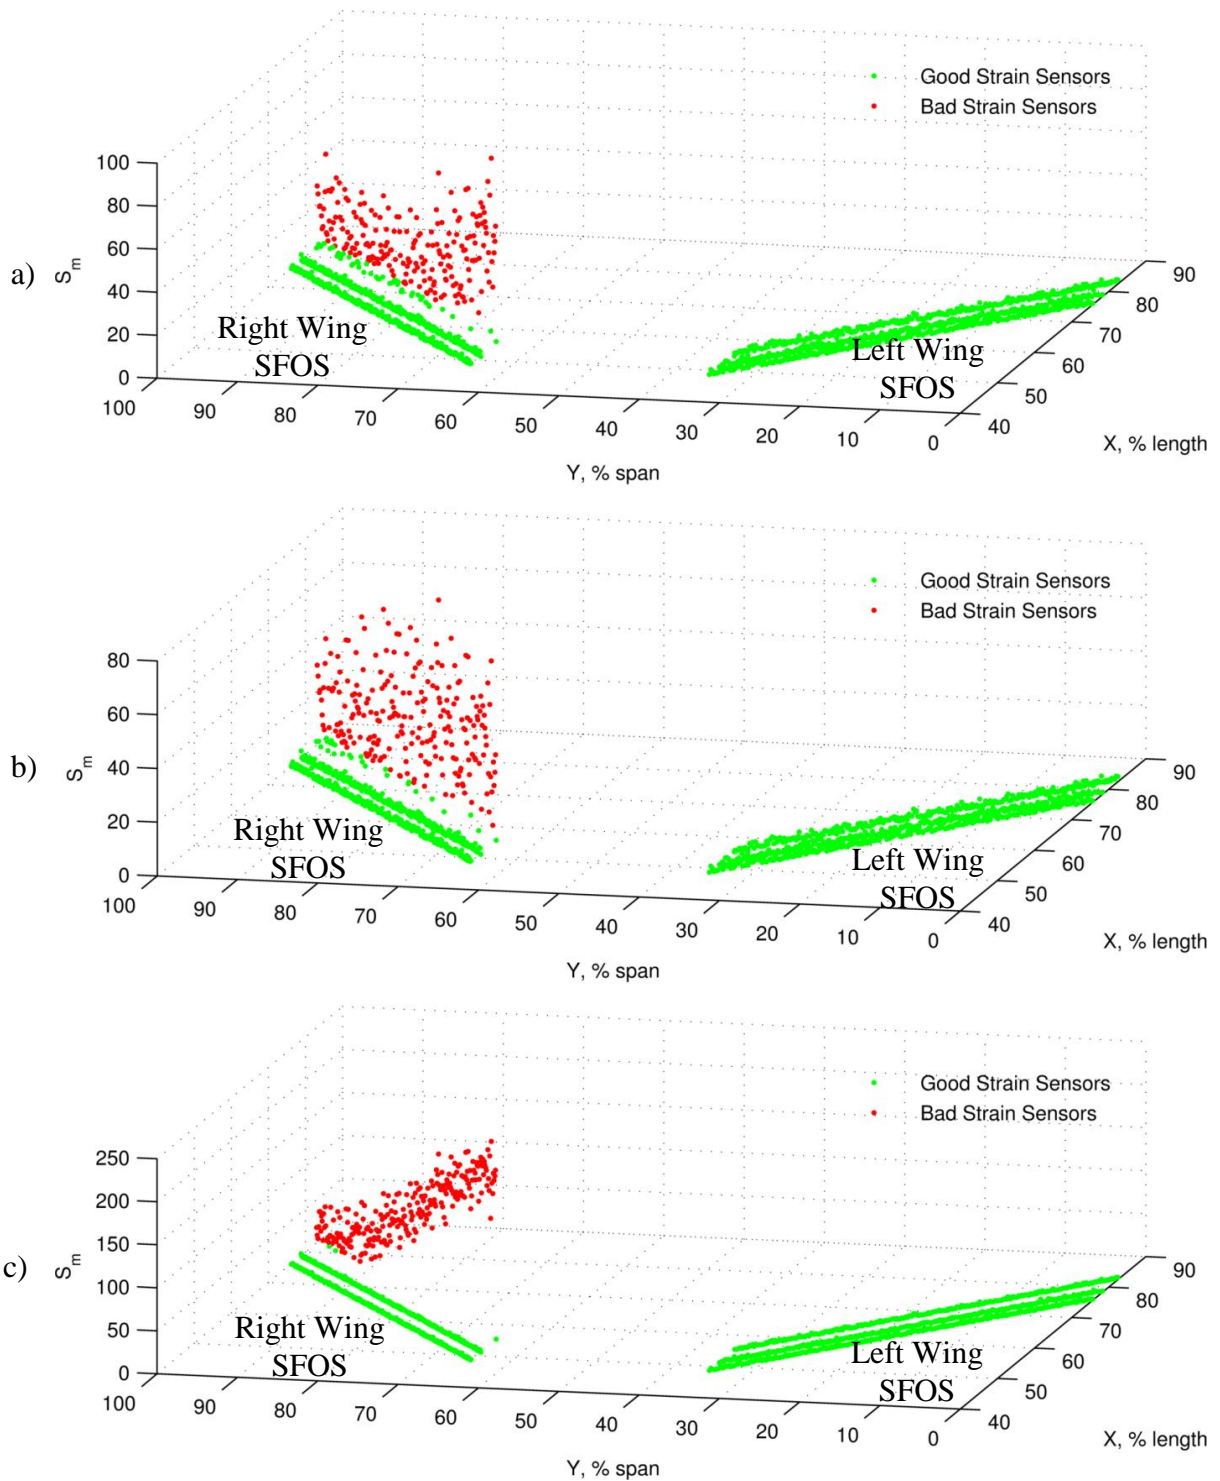 Good Strain Sensors
Bad Strain Sensors
100
80
60
40
20
0
a)
S_m
Right Wing
SFOS
Left Wing
SFOS
90
80
70
60
50
40
100
90
80
70
60
50
40
30
20
10
0
X, % length
Y, % span
Good Strain Sensors
Bad Strain Sensors
80
60
40
20
0
b)
S_m
Right Wing
SFOS
Left Wing
SFOS
90
80
70
60
50
40
100
90
80
70
60
50
40
30
20
10
0
X, % length
Y, % span
Good Strain Sensors
Bad Strain Sensors
250
200
150
100
50
0
c)
S_m
Right Wing
SFOS
Left Wing
SFOS
90
80
70
60
50
40
100
90
80
70
60
50
40
30
20
10
0
X, % length
Y, % span